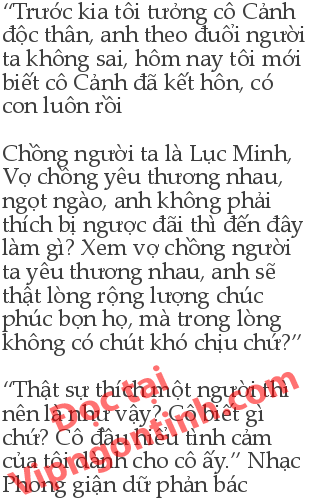 “Trước kia tôi tưởng cô Cảnh
độc thân, anh theo đuổi người
ta không sai, hôm nay tôi mới
biết cô Cảnh đã kết hôn, có
con luôn rồi
Chồng người ta là Lục Minh,
Vợ chồng yêu thương nhau,
ngọt ngào, anh không phải
thích bị ngược đãi thì đến đây
làm gì? Xem vợ chồng người
ta yêu thương nhau, anh sẽ
thật lòng rộng lượng chúc
phúc bọn họ, mà trong lòng
không có chút khó chịu chứ?”
“Thật sự thích một người thì
nên là như vậy? Cô biết gì
chứ? Cô đâu hiểu tình cảm
của tôi dành cho cô ấy.” Nhạc
Phong giận dữ phản bác
Đọc tại
Vipngontinh.com